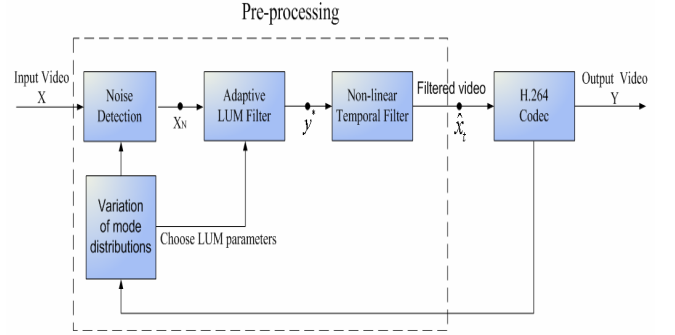 Pre-processing
Input Video
X
Noise
Detection
XN
Adaptive
LUM Filter
y*
Non-linear
Temporal Filter
Filtered video
x̂t
H.264
Codec
Output Video
Y
Variation
of mode
distributions
Choose LUM parameters